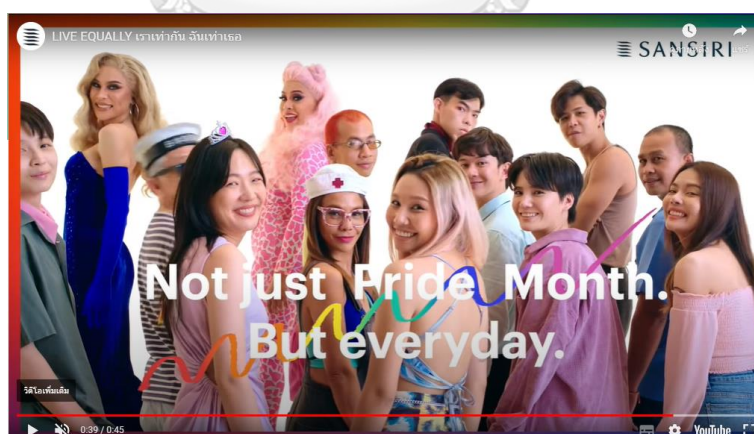 LIVE EQUALLY เราเท่ากัน ฉันเท่าเธอ
SANSIRI
Not just Pride Month.
But everyday.
วิดีโอเพิ่มเติม
0:39 / 0:45
YouTube